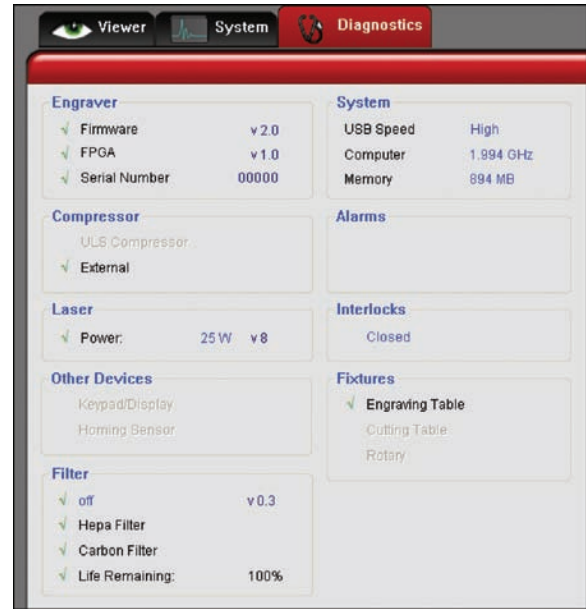 Viewer System Diagnostics
Engraver
Firmware v 2.0
FPGA v 1.0
Serial Number 00000
Compressor
ULS Compressor
External
Laser
Power: 25 W v 8
Other Devices
Keypad/Display
Homing Sensor
Filter
off v 0.3
Hepa Filter
Carbon Filter
Life Remaining: 100%
System
USB Speed High
Computer 1.994 GHz
Memory 894 MB
Alarms
Interlocks
Closed
Fixtures
Engraving Table
Cutting Table
Rotary